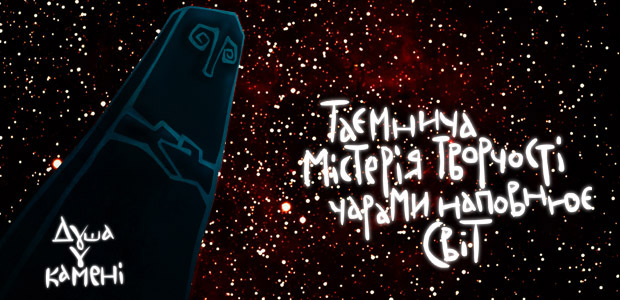 Таємнича
містерія творчості
чарами наповнює
світ
Душа
у
камені